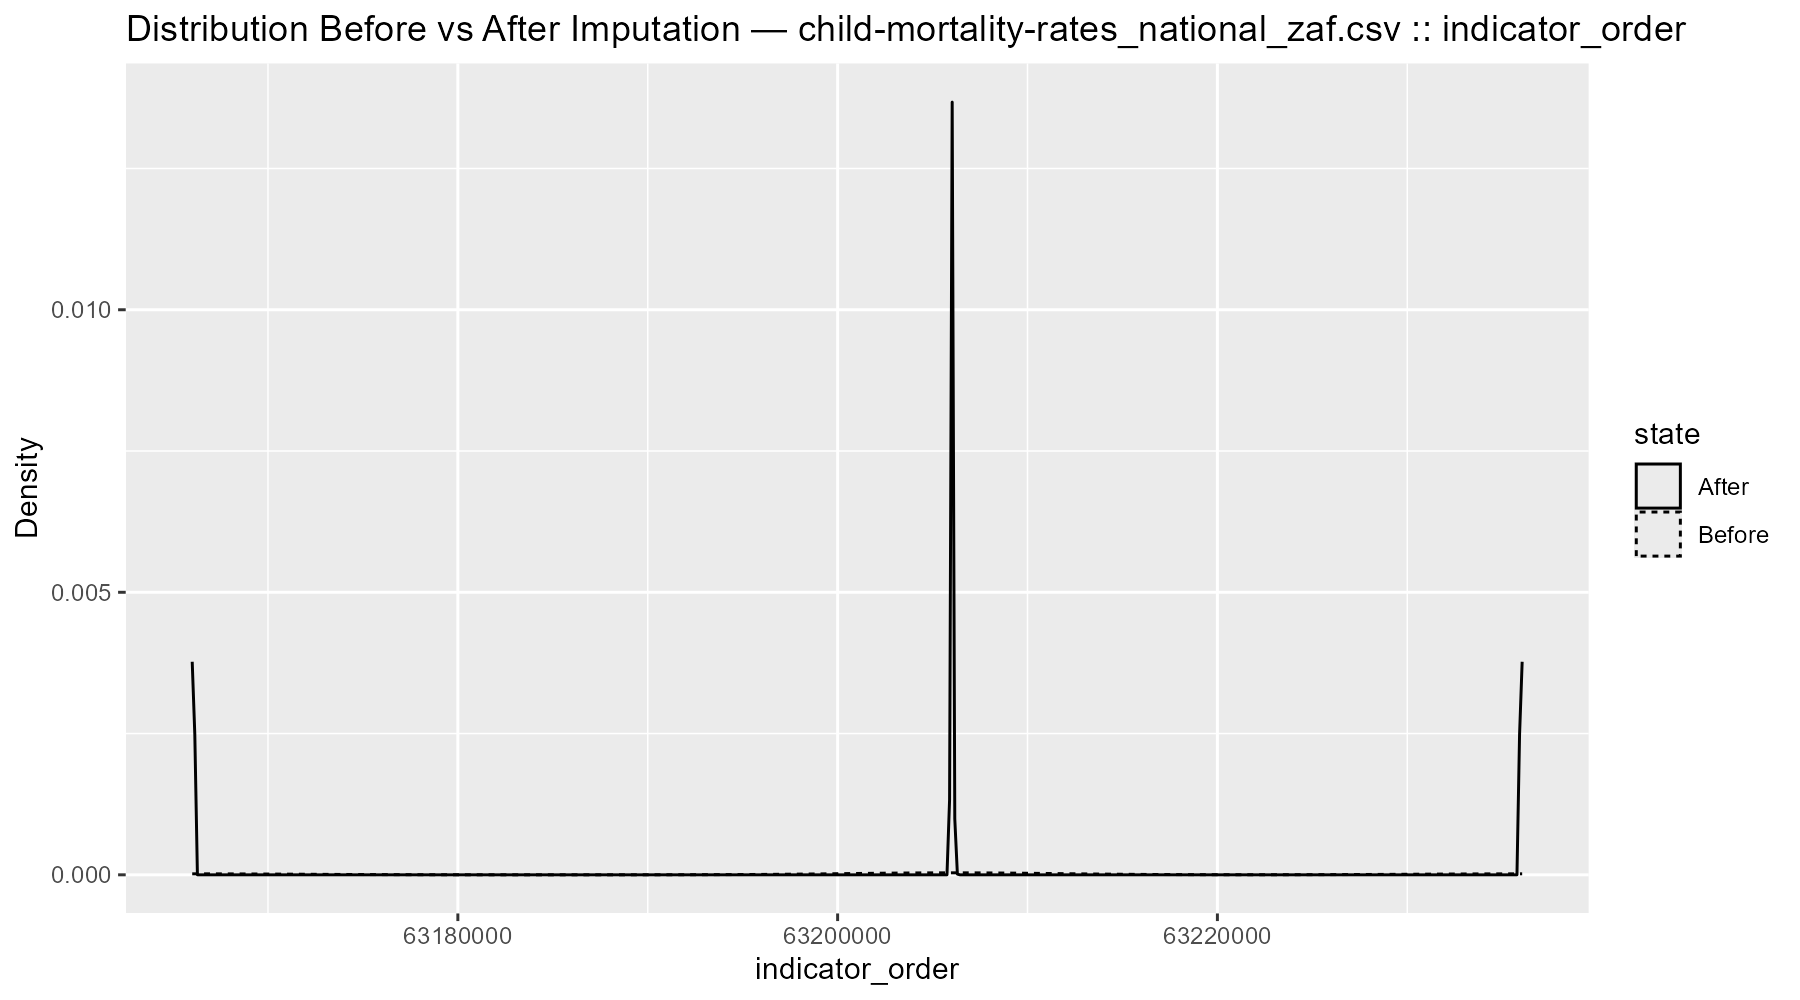 Distribution Before vs After Imputation — child-mortality-rates_national_zaf.csv :: indicator_order
Density
0.010
0.005
0.000
63180000
63200000
63220000
indicator_order
state
After
Before